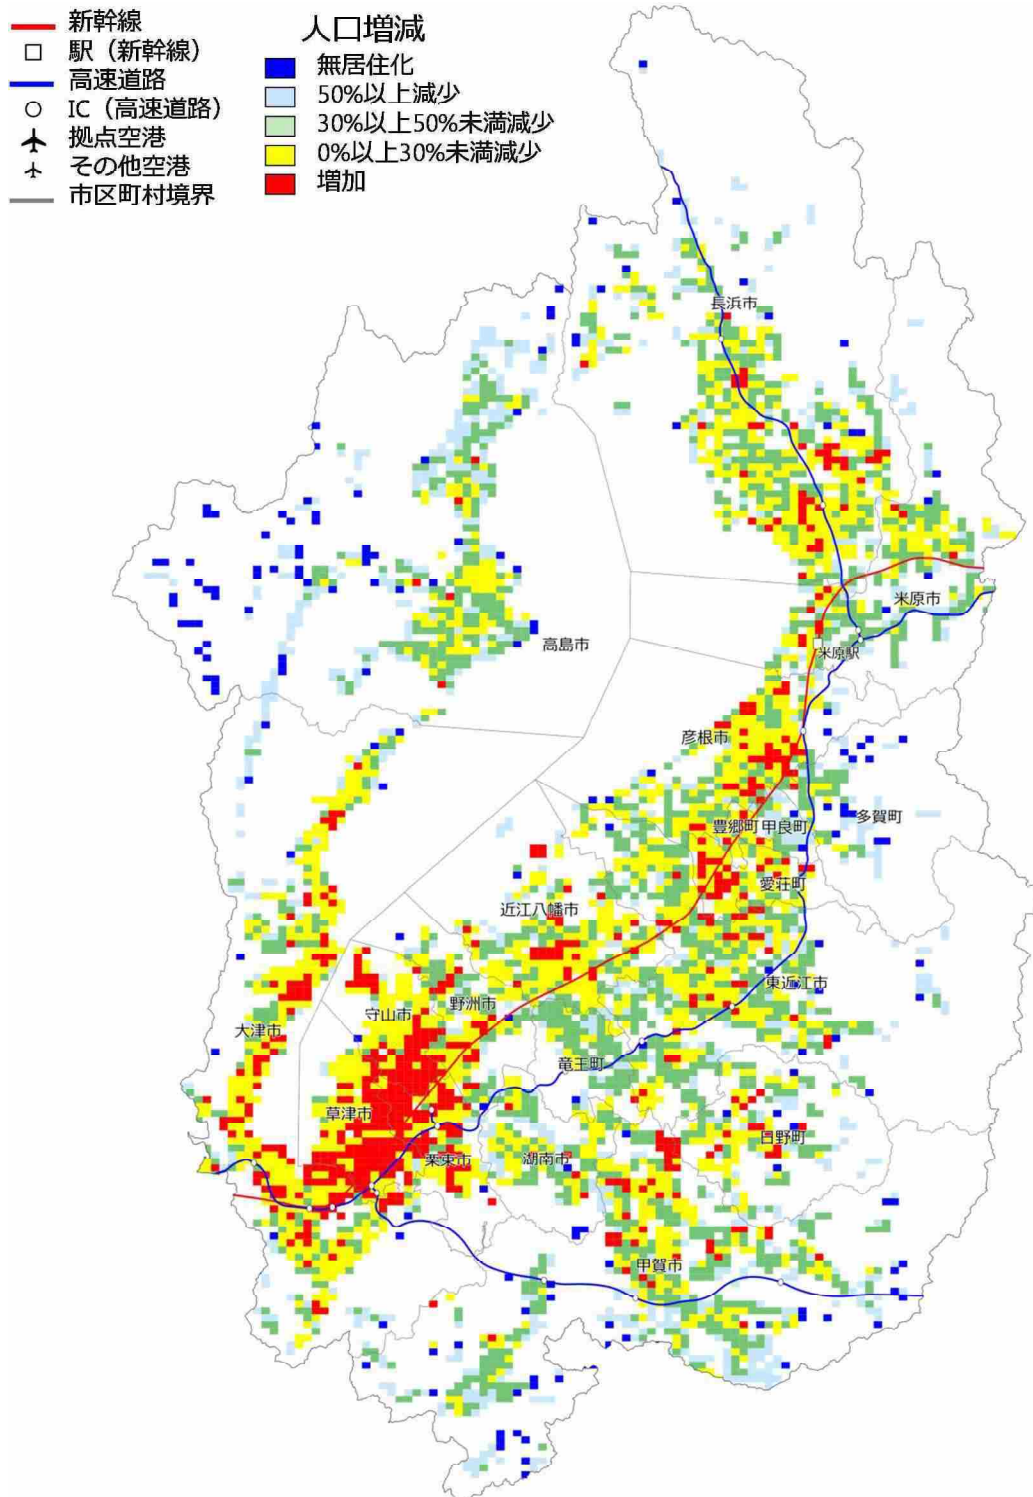 新幹線
駅（新幹線）
高速道路
IC（高速道路）
拠点空港
その他空港
市区町村境界
人口増減
無居住化
50%以上減少
30%以上50%未満減少
0%以上30%未満減少
増加
長浜市
米原市
高島市
米原駅
彦根市
豊郷町
甲良町
多賀町
愛荘町
近江八幡市
東近江市
野洲市
守山市
大津市
竜王町
草津市
日野町
栗東市
湖南市
甲賀市